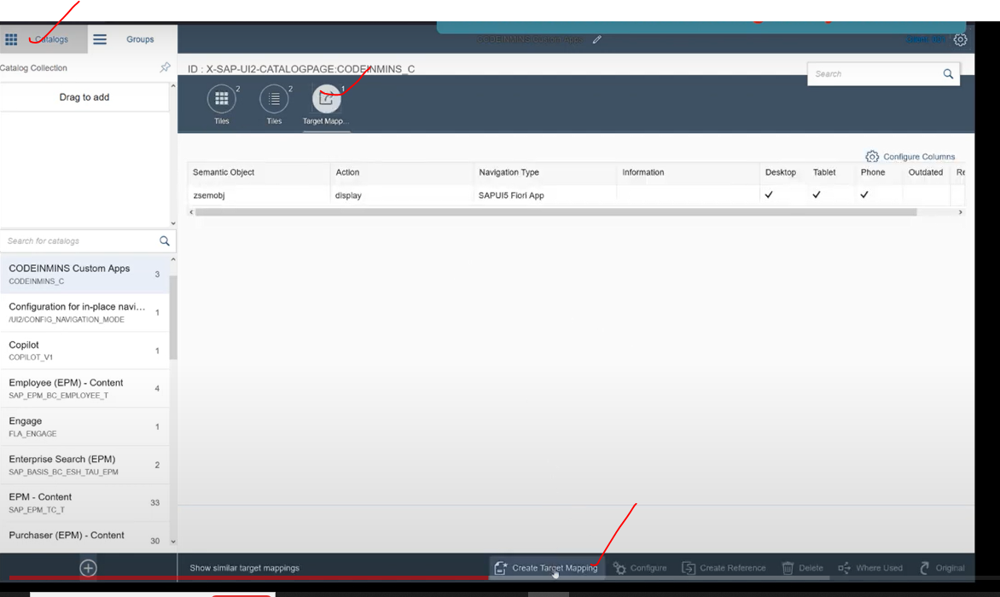 Catalogs
Groups
CODEINMINS Custom Apps
Catalog Collection
ID : X-SAP-UI2-CATALOGPAGE:CODEINMINS_C
Search
Drag to add
2
2
1
Tiles
Tiles
Target Mapp...
Configure Columns
Semantic Object Action Navigation Type Information Desktop Tablet Phone Outdated Re
zsemobj display SAPUI5 Fiori App
Search for catalogs
CODEINMINS Custom Apps
CODEINMINS_C
3
Configuration for in-place navi...
/UI2/CONFIG_NAVIGATION_MODE
1
Copilot
COPILOT_V1
1
Employee (EPM) - Content
SAP_EPM_BC_EMPLOYEE_T
4
Engage
FLA_ENGAGE
1
Enterprise Search (EPM)
SAP_BASIS_BC_ESH_TAU_EPM
2
EPM - Content
SAP_EPM_TC_T
33
Purchaser (EPM) - Content
30
Show similar target mappings
Create Target Mapping
Configure
Create Reference
Delete
Where Used
Original